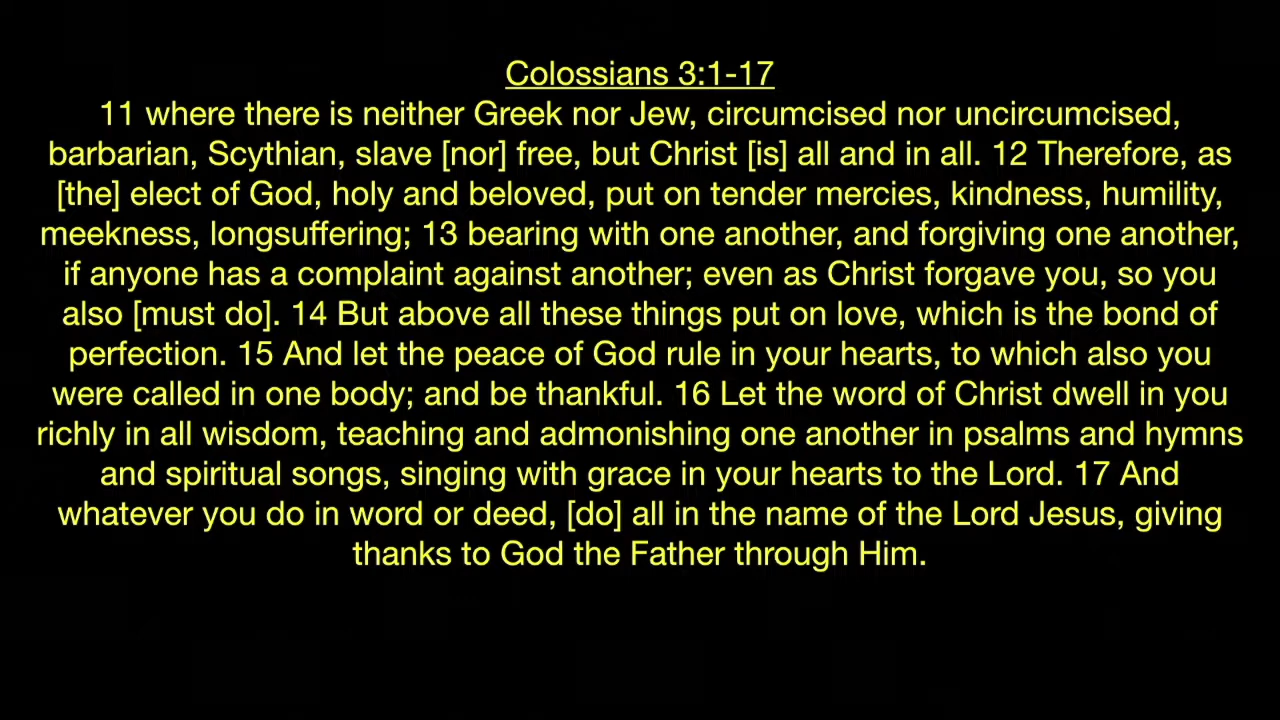 Colossians 3:1-17
11 where there is neither Greek nor Jew, circumcised nor uncircumcised,
barbarian, Scythian, slave [nor] free, but Christ [is] all and in all. 12 Therefore, as
[the] elect of God, holy and beloved, put on tender mercies, kindness, humility,
meekness, longsuffering; 13 bearing with one another, and forgiving one another,
if anyone has a complaint against another; even as Christ forgave you, so you
also [must do]. 14 But above all these things put on love, which is the bond of
perfection. 15 And let the peace of God rule in your hearts, to which also you
were called in one body; and be thankful. 16 Let the word of Christ dwell in you
richly in all wisdom, teaching and admonishing one another in psalms and hymns
and spiritual songs, singing with grace in your hearts to the Lord. 17 And
whatever you do in word or deed, [do] all in the name of the Lord Jesus, giving
thanks to God the Father through Him.